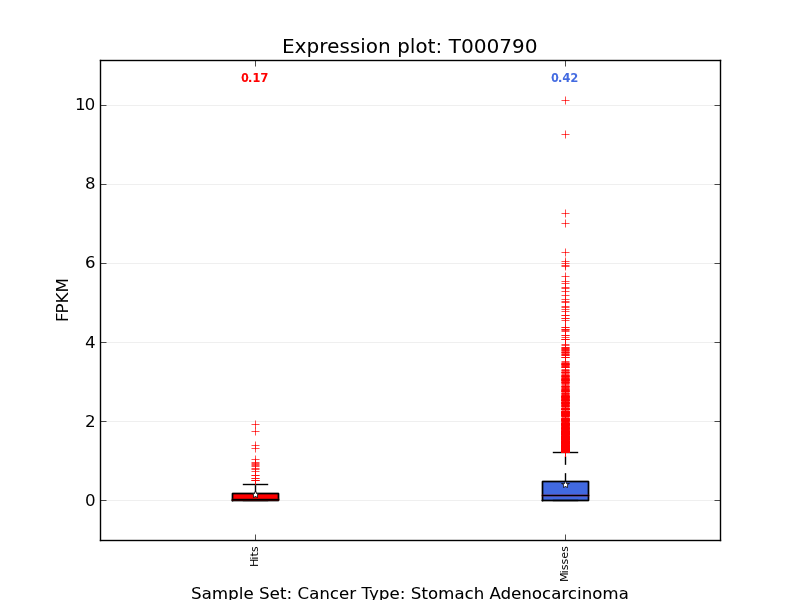 Expression plot: T000790
0.17
0.42
10
8
6
4
2
0
FPKM
Hits
Misses
Sample Set: Cancer Type: Stomach Adenocarcinoma